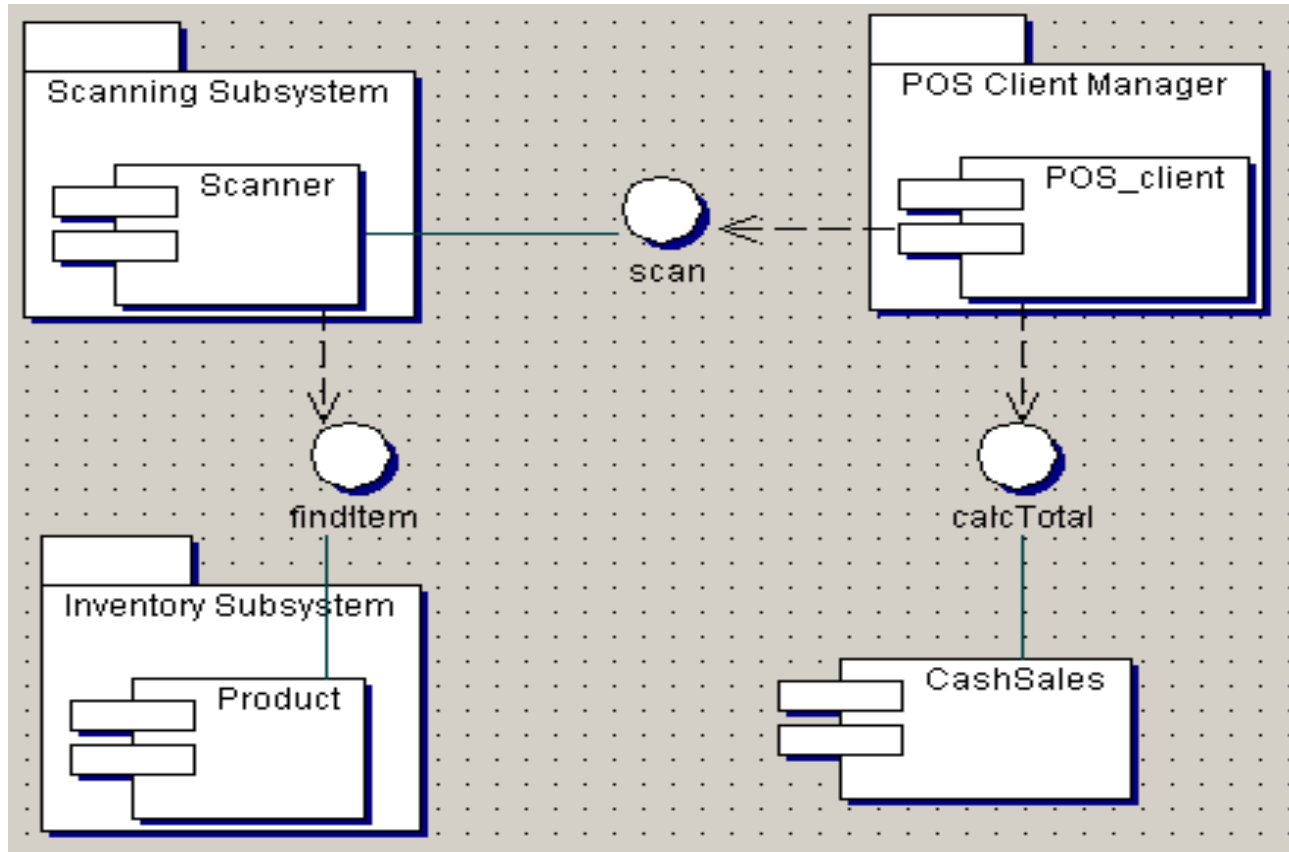 Scanning Subsystem
POS Client Manager
Scanner
POS_client
scan
findItem
calcTotal
Inventory Subsystem
Product
CashSales